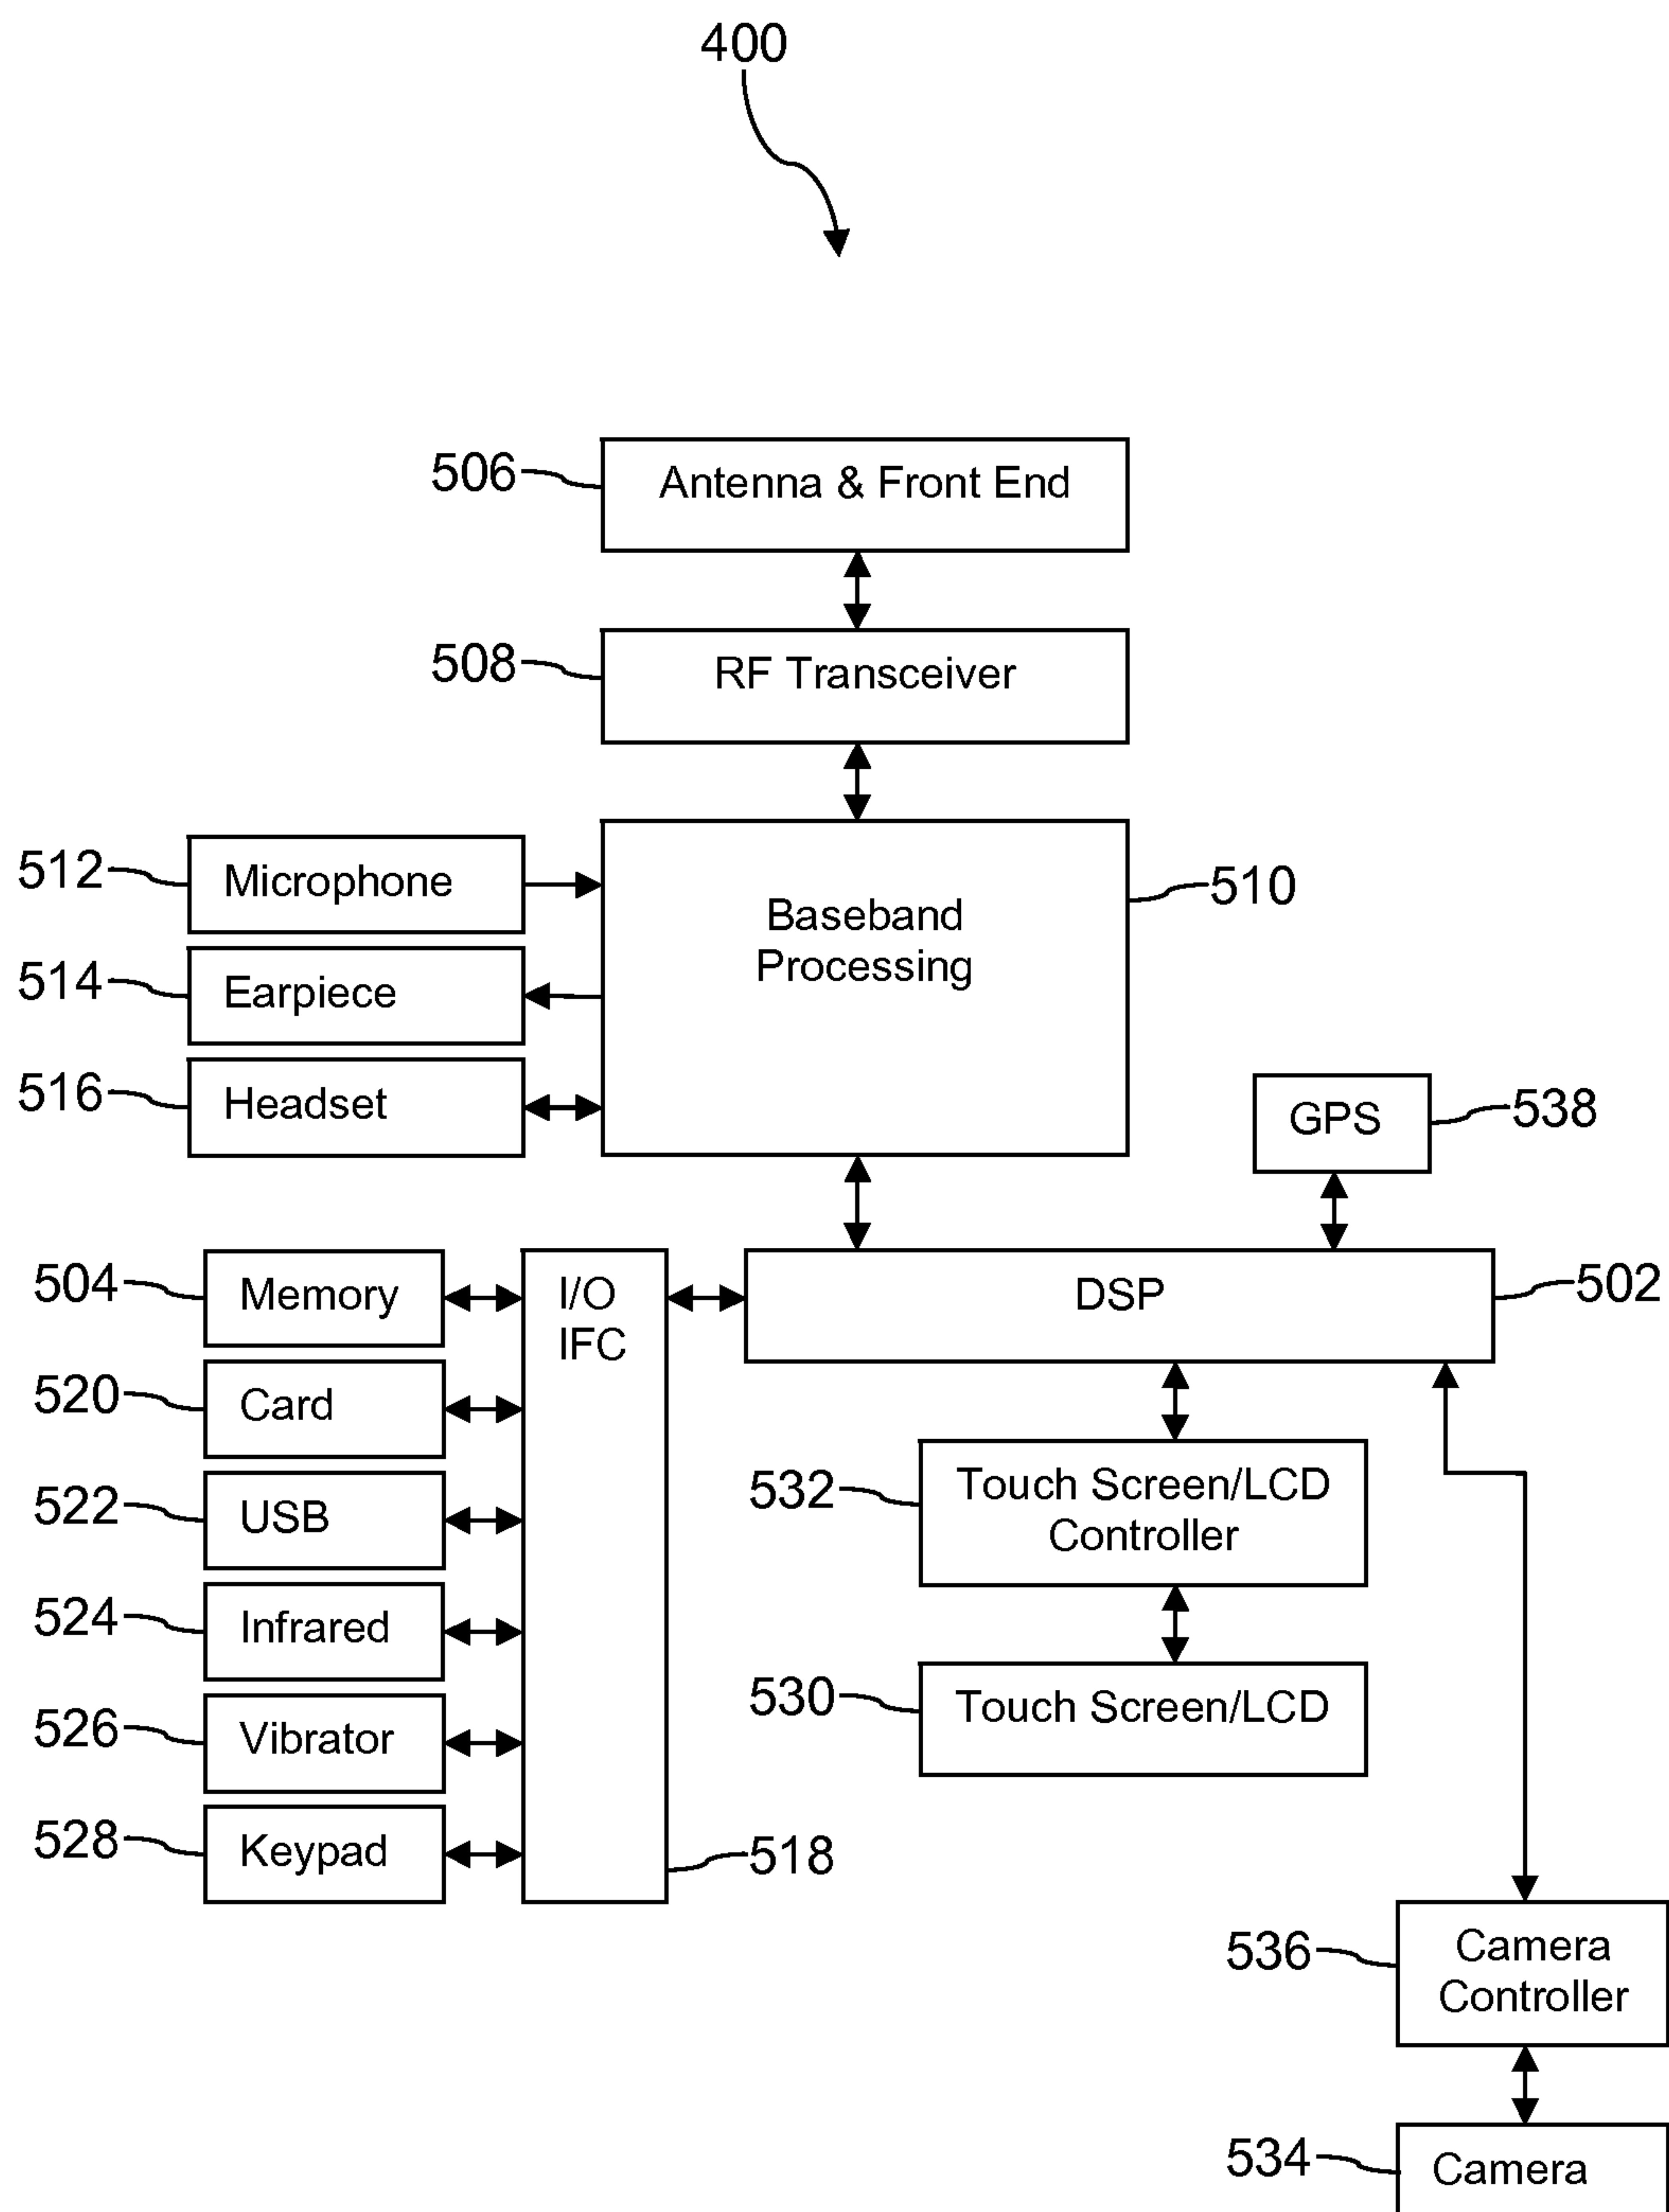 400
506
Antenna & Front End
508
RF Transceiver
512
Microphone
510
Baseband
Processing
514
Earpiece
516
Headset
GPS
538
504
Memory
I/O
IFC
DSP
502
520
Card
522
USB
532
Touch Screen/LCD
Controller
524
Infrared
530
Touch Screen/LCD
526
Vibrator
528
Keypad
518
536
Camera
Controller
534
Camera